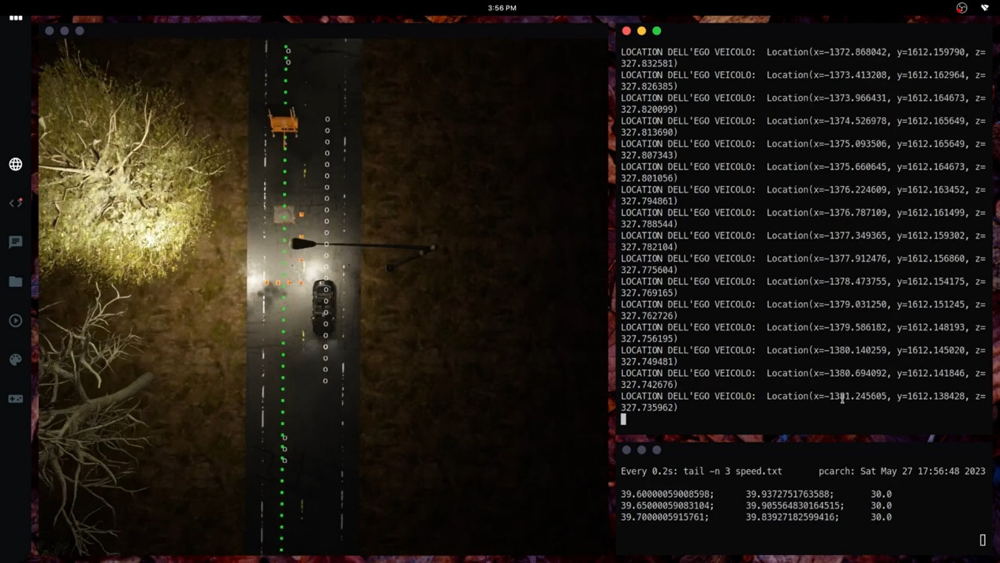 3:56 PM
LOCATION DELL'EGO VEICOLO:  Location(x=-1372.868042, y=1612.159790, z=
327.832581)
LOCATION DELL'EGO VEICOLO:  Location(x=-1373.413208, y=1612.162964, z=
327.826385)
LOCATION DELL'EGO VEICOLO:  Location(x=-1373.966431, y=1612.164673, z=
327.820099)
LOCATION DELL'EGO VEICOLO:  Location(x=-1374.526978, y=1612.165649, z=
327.813690)
LOCATION DELL'EGO VEICOLO:  Location(x=-1375.093506, y=1612.165649, z=
327.807343)
LOCATION DELL'EGO VEICOLO:  Location(x=-1375.660645, y=1612.164673, z=
327.801056)
LOCATION DELL'EGO VEICOLO:  Location(x=-1376.224609, y=1612.163452, z=
327.794861)
LOCATION DELL'EGO VEICOLO:  Location(x=-1376.787109, y=1612.161499, z=
327.788544)
LOCATION DELL'EGO VEICOLO:  Location(x=-1377.349365, y=1612.159302, z=
327.782104)
LOCATION DELL'EGO VEICOLO:  Location(x=-1377.912476, y=1612.156860, z=
327.775604)
LOCATION DELL'EGO VEICOLO:  Location(x=-1378.473755, y=1612.154175, z=
327.769165)
LOCATION DELL'EGO VEICOLO:  Location(x=-1379.031250, y=1612.151245, z=
327.762726)
LOCATION DELL'EGO VEICOLO:  Location(x=-1379.586182, y=1612.148193, z=
327.756195)
LOCATION DELL'EGO VEICOLO:  Location(x=-1380.140259, y=1612.145020, z=
327.749481)
LOCATION DELL'EGO VEICOLO:  Location(x=-1380.694092, y=1612.141846, z=
327.742676)
LOCATION DELL'EGO VEICOLO:  Location(x=-1381.245605, y=1612.138428, z=
327.735962)
Every 0.2s: tail -n 3 speed.txt      pcarch: Sat May 27 17:56:48 2023
39.60000059008598;      39.9372751763588;      30.0
39.65000059083104;      39.905564830164515;     30.0
39.7000005915761;       39.83927182599416;     30.0